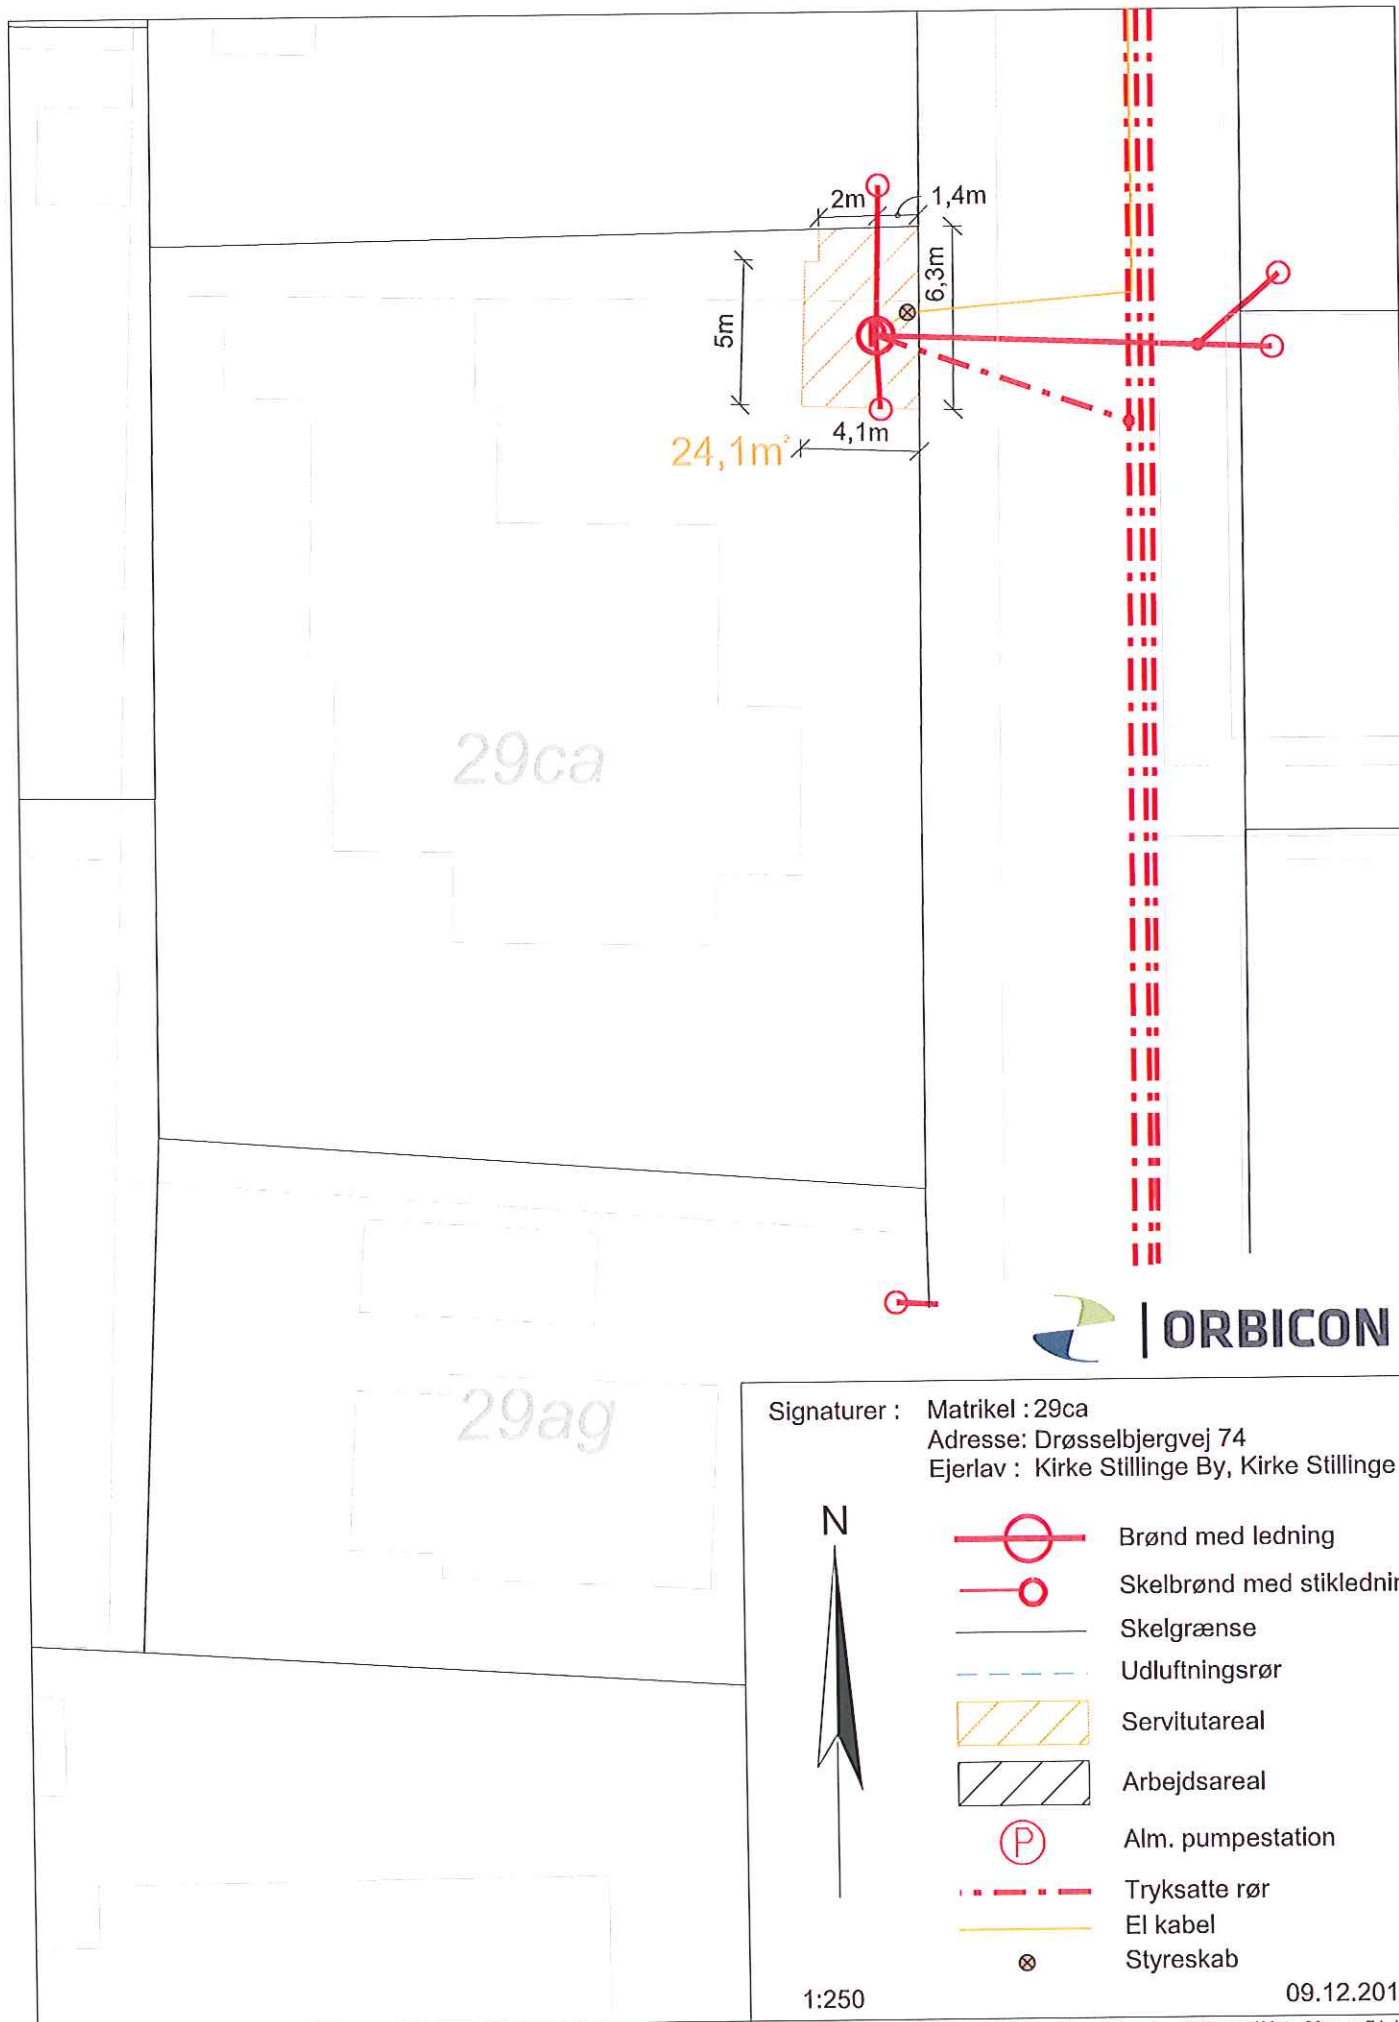 2m
1,4m
6,3m
5m
4,1m
24,1m²
29ca
29ag
ORBICON
Signaturer : Matrikel : 29ca
Adresse: Drøsselbjergvej 74
Ejerlav : Kirke Stillinge By, Kirke Stillinge
N
Brønd med ledning
Skelbrønd med stikledni
Skelgrænse
Udluftningsrør
Servitutareal
Arbejdsareal
P
Alm. pumpestation
Tryksatte rør
El kabel
Styreskab
1:250
09.12.201